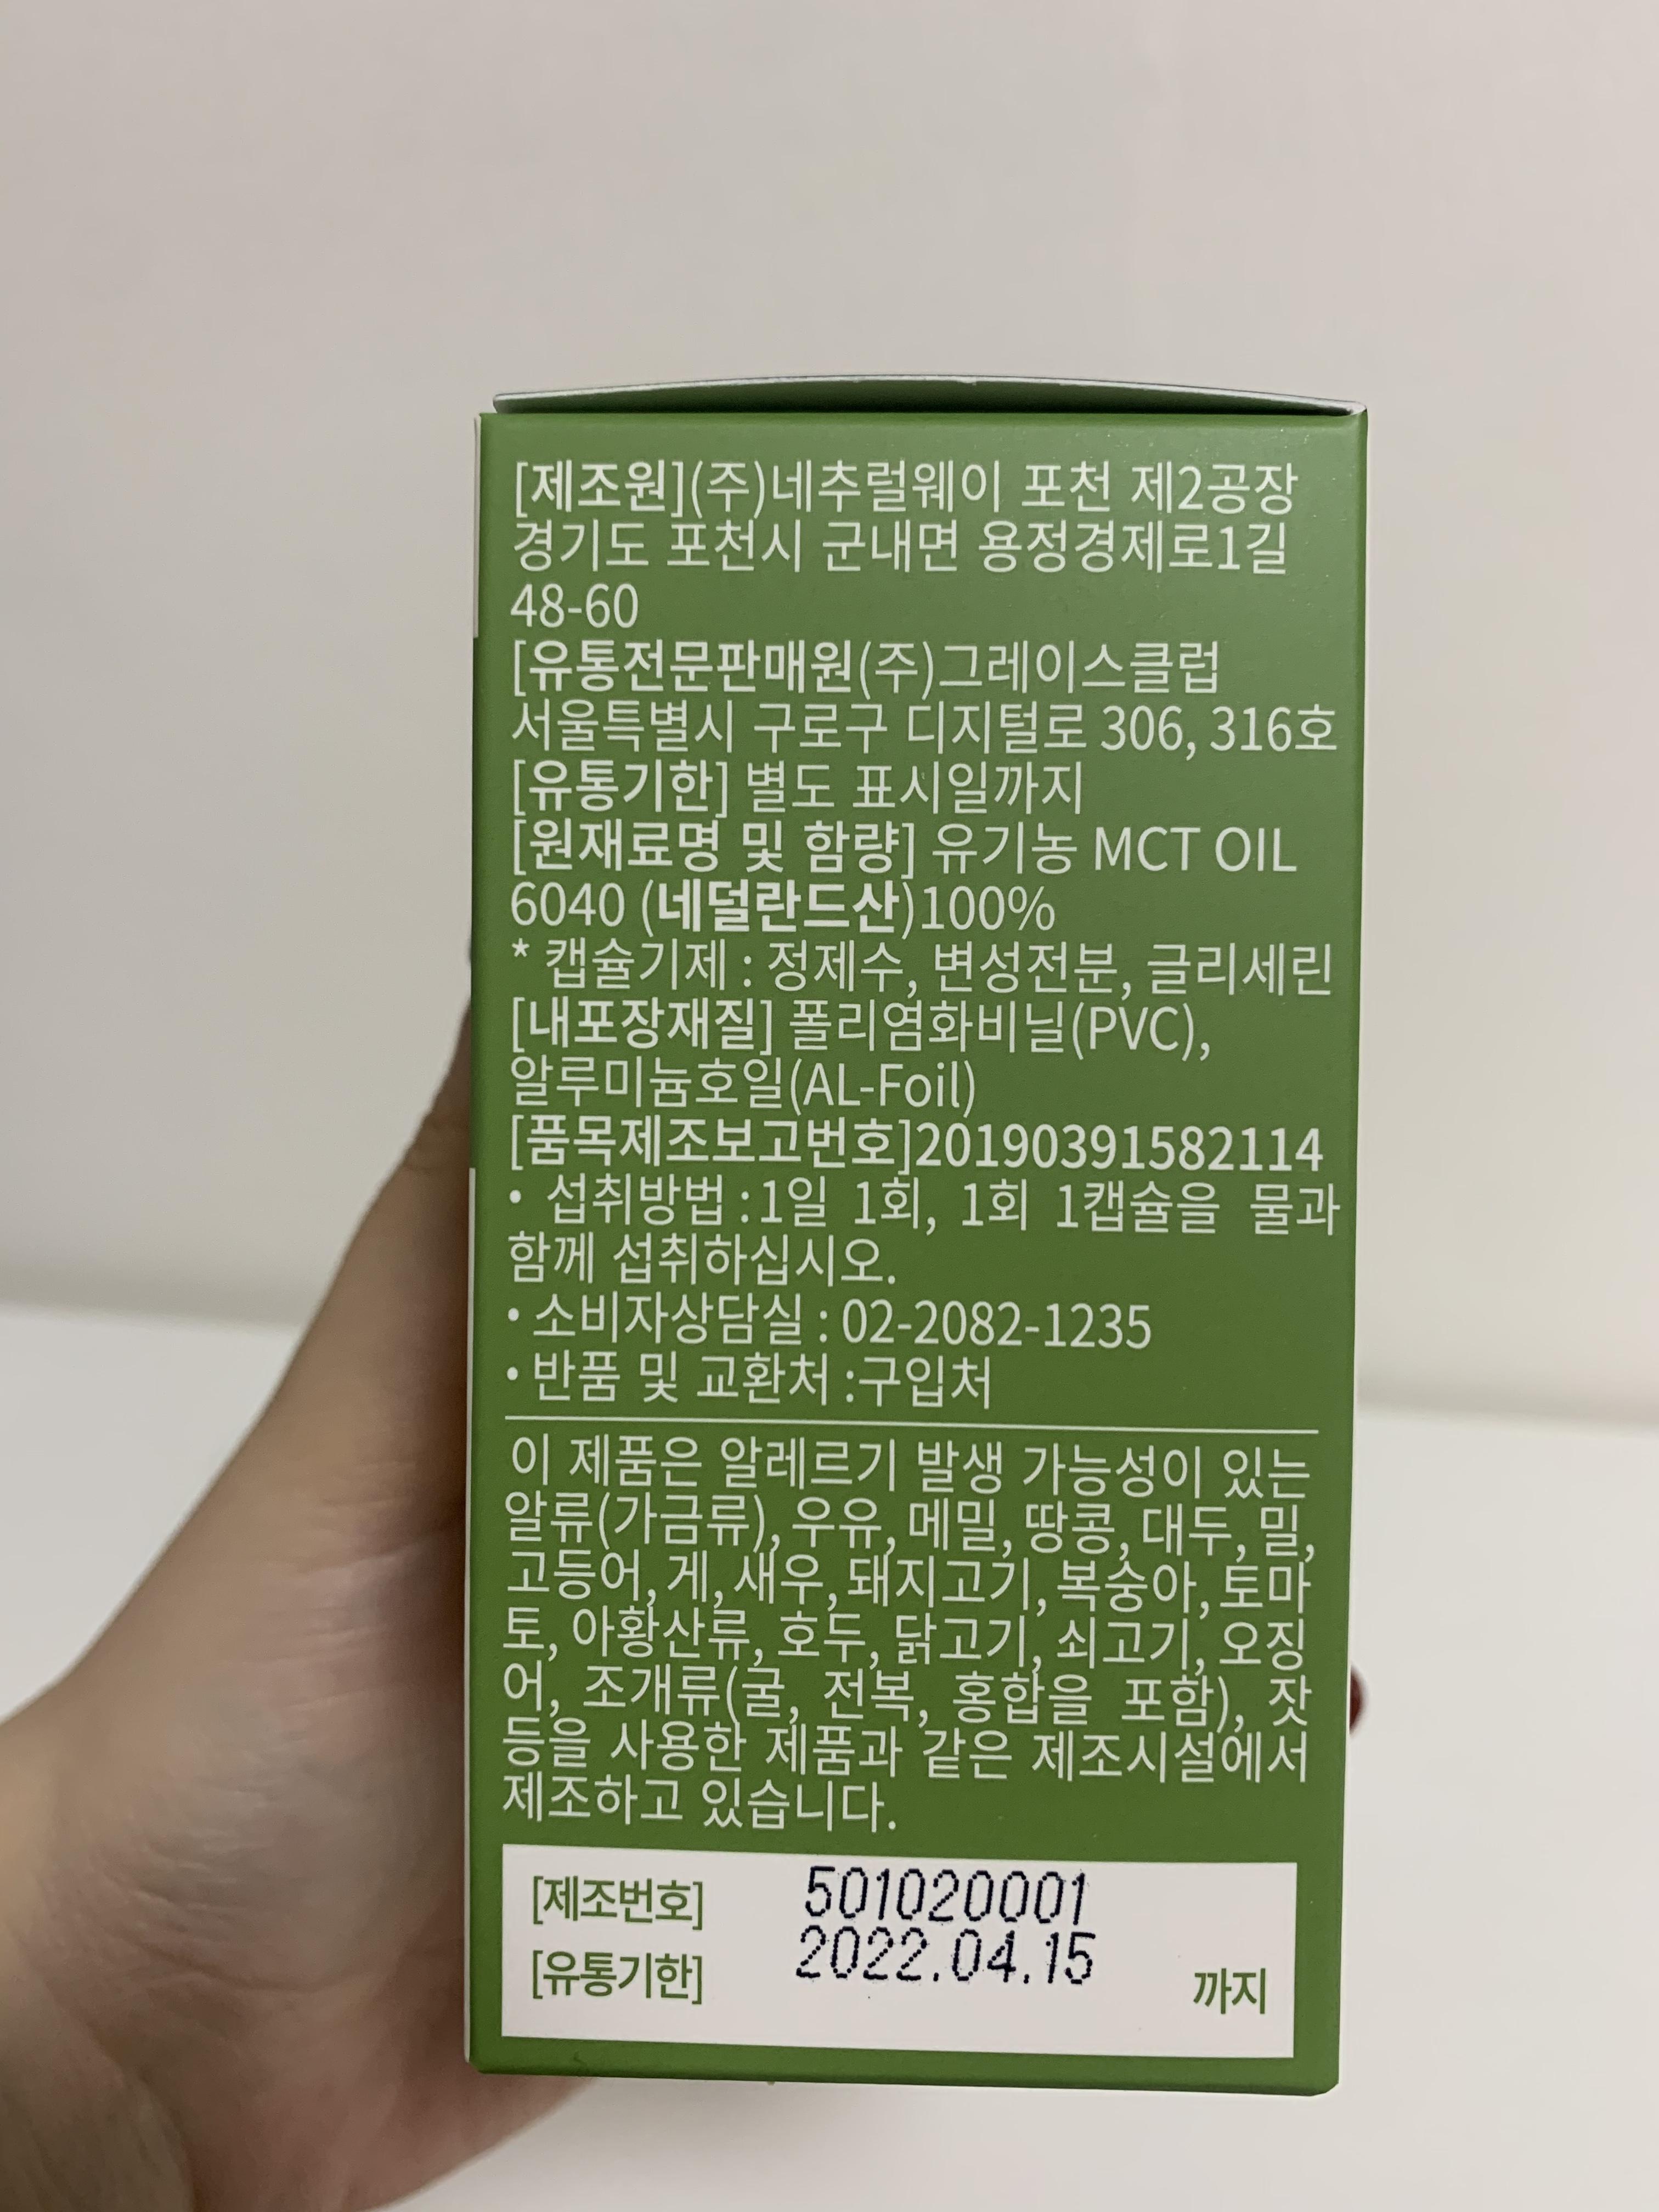 [제조원](주)네추럴웨이 포천 제2공장
경기도 포천시 군내면 용정경제로1길
48-60
[유통전문판매원(주)그레이스클럽
서울특별시 구로구 디지털로 306, 316호
[유통기한] 별도 표시일까지
[원재료명 및 함량] 유기농 MCT OIL
6040 (네덜란드산)100%
* 캡슐기제 : 정제수, 변성전분, 글리세린
[내포장재질] 폴리염화비닐(PVC),
알루미늄호일(AL-Foil)
[품목제조보고번호]201903915821​14
• 섭취방법 : 1일 1회, 1회 1캡슐을 물과
함께 섭취하십시오.
• 소비자상담실 : 02-2082-1235
• 반품 및 교환처 :구입처
이 제품은 알레르기 발생 가능성이 있는
알류(가금류), 우유, 메밀, 땅콩, 대두, 밀,
고등어, 게, 새우, 돼지고기, 복숭아, 토마
토, 아황산류, 호두, 닭고기, 쇠고기, 오징
어, 조개류(굴, 전복, 홍합을 포함), 잣
등을 사용한 제품과 같은 제조시설에서
제조하고 있습니다.
[제조번호] 501020001
[유통기한] 2022.04.15 까지